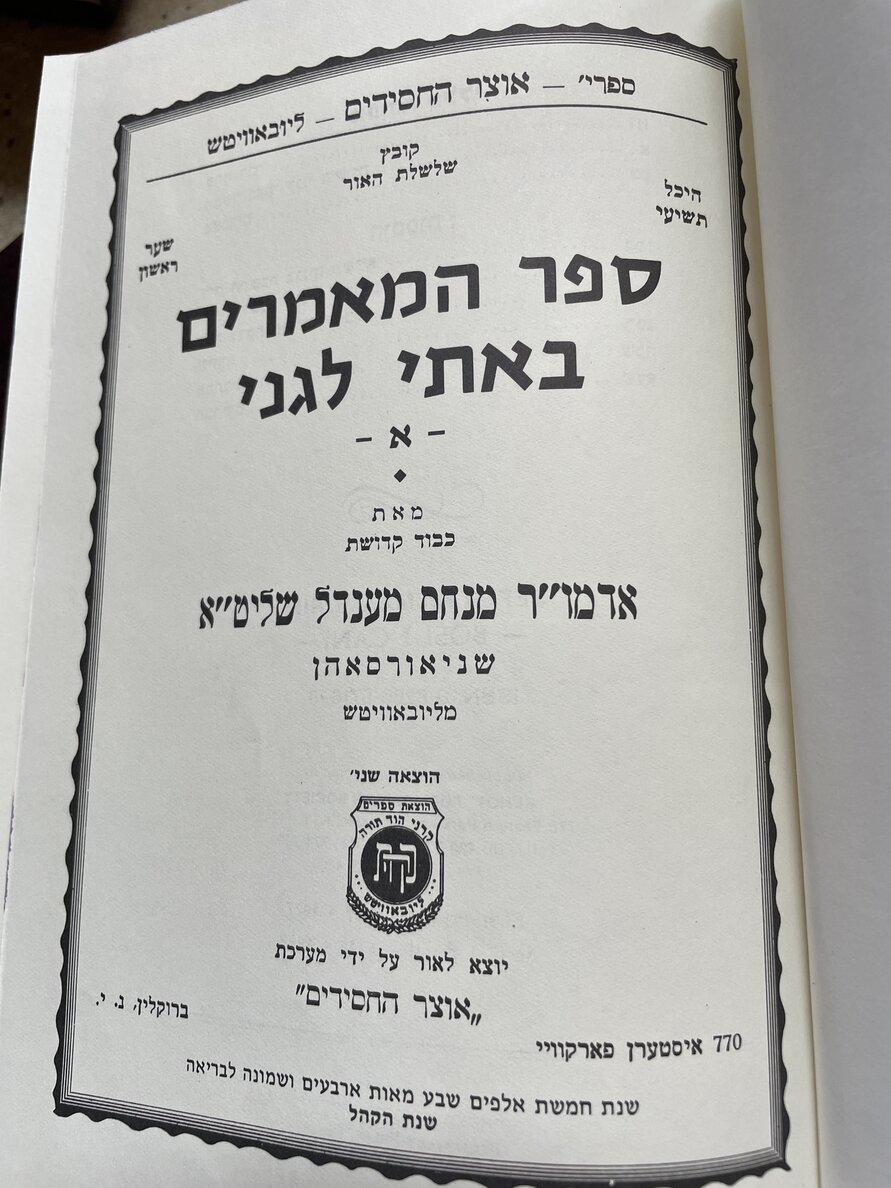 ספרי׳ — אוצר החסידים — ליובאוויטש
קובץ
שלשלת האור
היכל
תשיעי
שער
ראשון
ספר המאמרים
באתי לגני
– א –
מאת
כבוד קדושת
אדמו״ר מנחם מענדל שליט״א
שניאורסאהן
מליובאוויטש
הוצאה שני׳
הוצאת ספרים
קרני הוד תורה
קהת
ליובאוויטש
יוצא לאור על ידי מערכת
„אוצר החסידים”
770 איסטערן פארקוויי
ברוקלין, נ. י.
שנת חמשת אלפים שבע מאות ארבעים ושמונה לבריאה
שנת הקהל